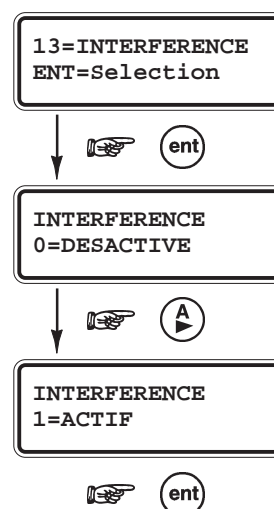 13=INTERFERENCE
ENT=Selection
ent
INTERFERENCE
0=DESACTIVE
A
INTERFERENCE
1=ACTIF
ent